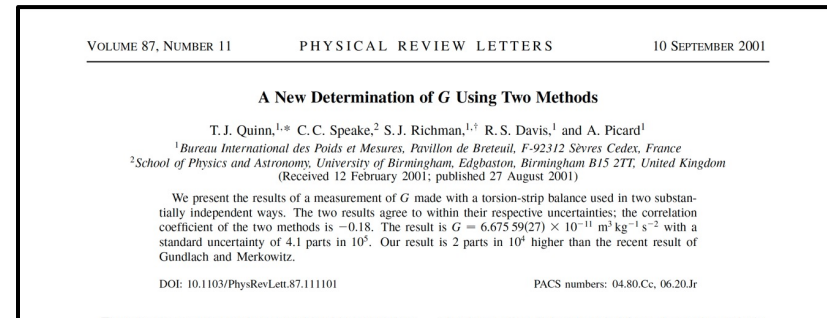 VOLUME 87, NUMBER 11 PHYSICAL REVIEW LETTERS 10 SEPTEMBER 2001
A New Determination of G Using Two Methods
T. J. Quinn,¹,* C. C. Speake,² S. J. Richman,¹,† R. S. Davis,¹ and A. Picard¹
¹Bureau International des Poids et Mesures, Pavillon de Breteuil, F-92312 Sèvres Cedex, France
²School of Physics and Astronomy, University of Birmingham, Edgbaston, Birmingham B15 2TT, United Kingdom
(Received 12 February 2001; published 27 August 2001)
We present the results of a measurement of G made with a torsion-strip balance used in two substan-
tially independent ways. The two results agree to within their respective uncertainties; the correlation
coefficient of the two methods is −0.18. The result is G = 6.675 59(27) × 10⁻¹¹ m³ kg⁻¹ s⁻² with a
standard uncertainty of 4.1 parts in 10⁵. Our result is 2 parts in 10⁴ higher than the recent result of
Gundlach and Merkowitz.
DOI: 10.1103/PhysRevLett.87.111101 PACS numbers: 04.80.Cc, 06.20.Jr